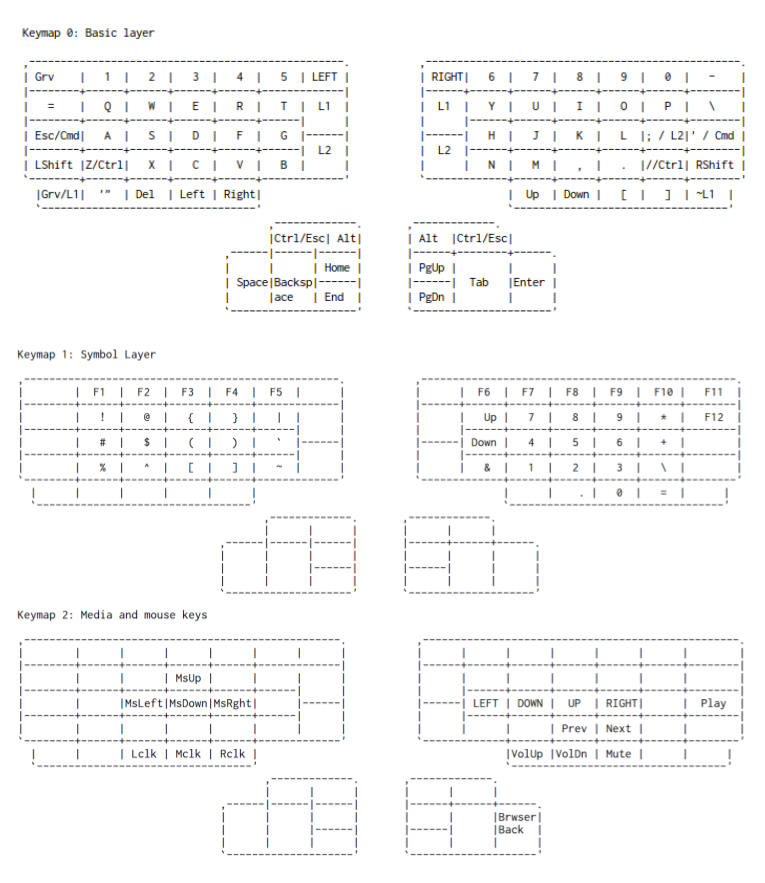 Keymap 0: Basic layer
Grv | 1 | 2 | 3 | 4 | 5 | LEFT | | RIGHT| 6 | 7 | 8 | 9 | 0 | - |
= | Q | W | E | R | T | L1 | | L1 | Y | U | I | O | P | \ |
Esc/Cmd| A | S | D | F | G | | H | J | K | L |; / L2|' / Cmd |
L2 | | L2
LShift |Z/Ctrl| X | C | V | B | | N | M | , | . |//Ctrl| RShift |
|Grv/L1| '" | Del | Left | Right| | Up | Down | [ | ] | ~L1 |
|Ctrl/Esc| Alt| | Alt |Ctrl/Esc|
| Home | | PgUp |
| Space|Backsp| | Tab |Enter |
|ace | End | | PgDn |
Keymap 1: Symbol Layer
| F1 | F2 | F3 | F4 | F5 | | F6 | F7 | F8 | F9 | F10 | F11 |
| ! | @ | { | } | | | | Up | 7 | 8 | 9 | * | F12 |
| # | $ | ( | ) | ` | | Down | 4 | 5 | 6 | + |
| % | ^ | [ | ] | ~ | | & | 1 | 2 | 3 | \ |
| . | 0 | = |
Keymap 2: Media and mouse keys
| MsUp |
|MsLeft|MsDown|MsRght| | LEFT | DOWN | UP | RIGHT| | Play |
| Prev | Next |
| Lclk | Mclk | Rclk | |VolUp |VolDn | Mute |
|Brwser|
|Back |